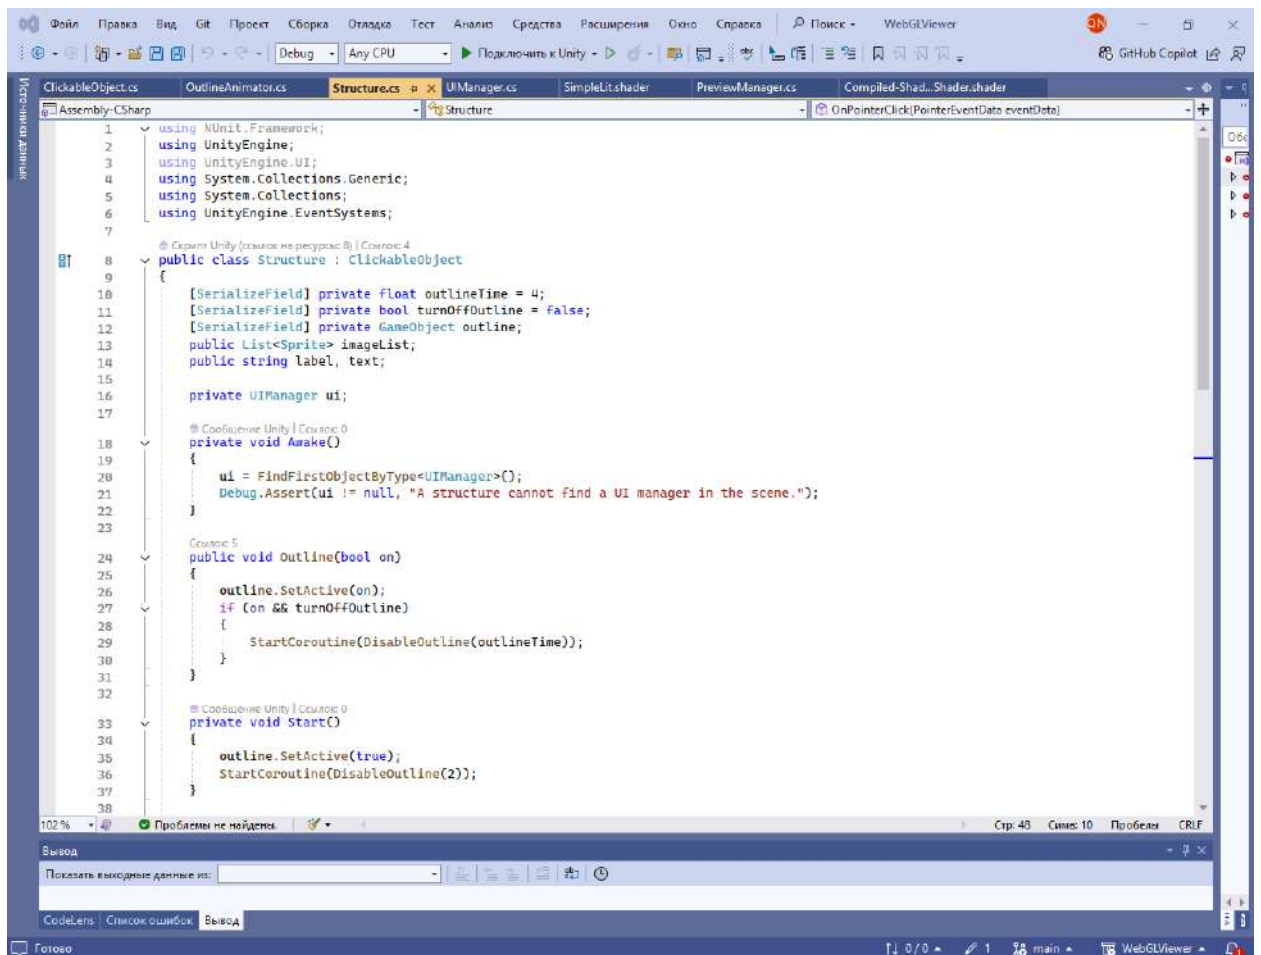 Файл Правка Вид Git Проект Сборка Отладка Тест Анализ Средства Расширения Окно Справка Поиск WebGLViewer
Debug Any CPU Подключить к Unity GitHub Copilot
Источники данных
ClickableObject.cs OutlineAnimator.cs Structure.cs UIManager.cs SimpleLit.shader PreviewManager.cs Compiled-Shad...Shader.shader
Assembly-CSharp Structure OnPointerClick(PointerEventData eventData)
1 using NUnit.Framework;
2 using UnityEngine;
3 using UnityEngine.UI;
4 using System.Collections.Generic;
5 using System.Collections;
6 using UnityEngine.EventSystems;
7
Скрипт Unity (ссылок на ресурсы: 8) | Ссылок: 4
8 public class Structure : ClickableObject
9 {
10 [SerializeField] private float outlineTime = 4;
11 [SerializeField] private bool turnOffOutline = false;
12 [SerializeField] private GameObject outline;
13 public List<Sprite> imageList;
14 public string label, text;
15
16 private UIManager ui;
17
Сообщение Unity | Ссылок: 0
18 private void Awake()
19 {
20 ui = FindFirstObjectByType<UIManager>();
21 Debug.Assert(ui != null, "A structure cannot find a UI manager in the scene.");
22 }
23
Ссылок: 5
24 public void Outline(bool on)
25 {
26 outline.SetActive(on);
27 if (on && turnOffOutline)
28 {
29 StartCoroutine(DisableOutline(outlineTime));
30 }
31 }
32
Сообщение Unity | Ссылок: 0
33 private void Start()
34 {
35 outline.SetActive(true);
36 StartCoroutine(DisableOutline(2));
37 }
38
102 % Проблемы не найдены. Стр: 48 Симв: 10 Пробелы CRLF
Вывод
Показать выходные данные из:
CodeLens Список ошибок Вывод
Готово 0 / 0 1 main WebGLViewer